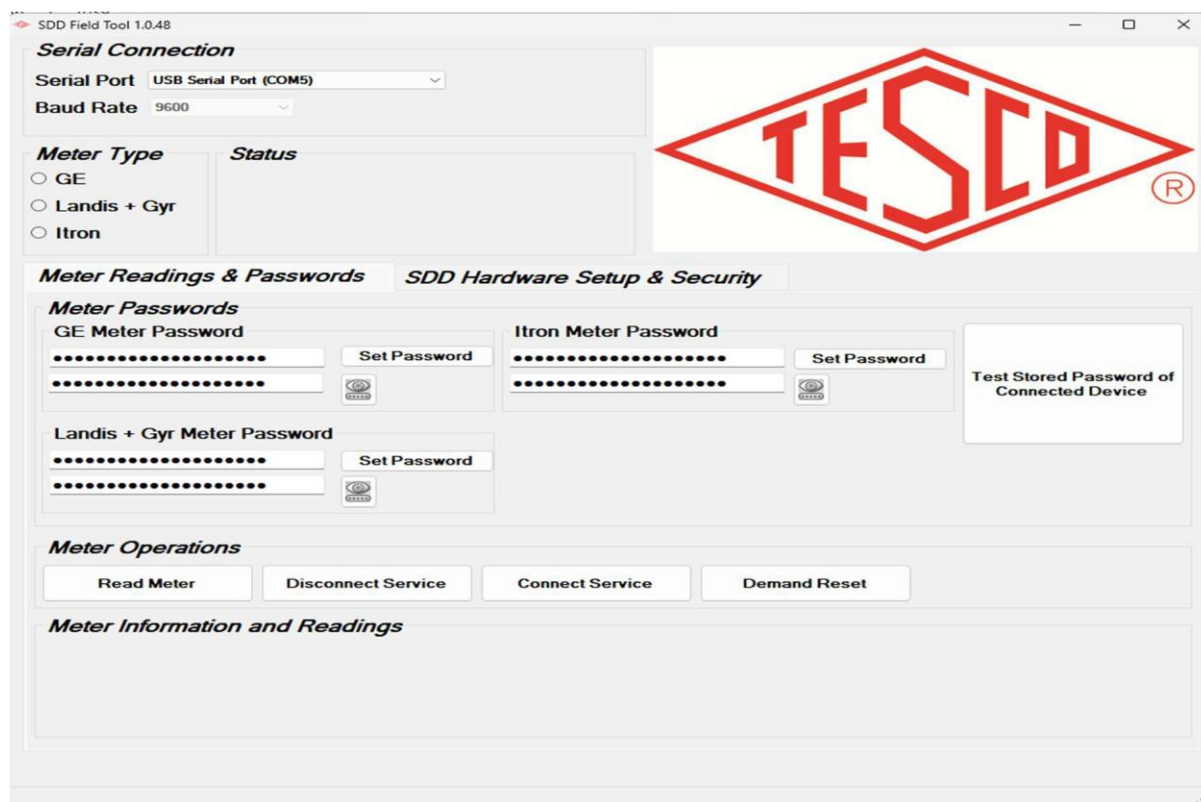 SDD Field Tool 1.0.48
Serial Connection
Serial Port USB Serial Port (COM5)
Baud Rate 9600
TESCO
®
Meter Type
GE
Landis + Gyr
Itron
Status
Meter Readings & Passwords
SDD Hardware Setup & Security
Meter Passwords
GE Meter Password
Set Password
Itron Meter Password
Set Password
Test Stored Password of
Connected Device
Landis + Gyr Meter Password
Set Password
Meter Operations
Read Meter
Disconnect Service
Connect Service
Demand Reset
Meter Information and Readings